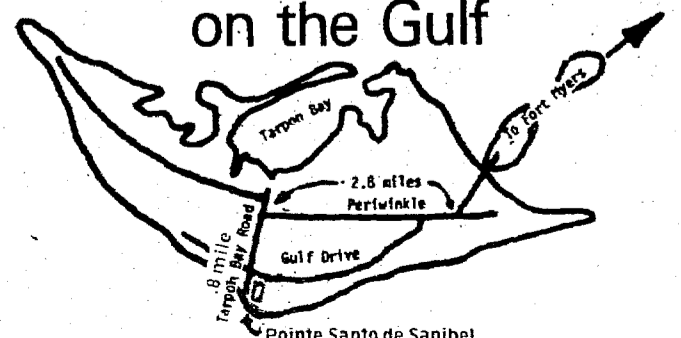 on the Gulf
Tarpon Bay
To Fort Myers
2.8 miles
Periwinkle
Gulf Drive
.8 mile
Tarpon Bay Road
Pointe Santo de Sanibel